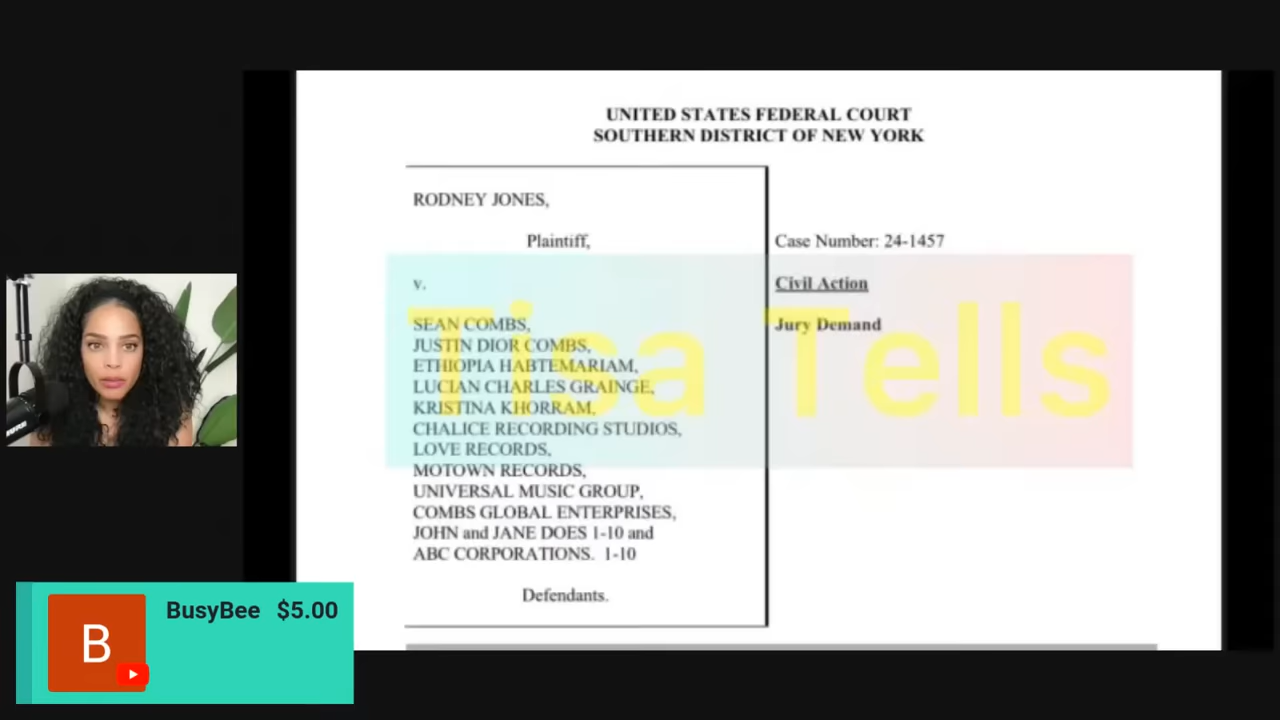 UNITED STATES FEDERAL COURT
SOUTHERN DISTRICT OF NEW YORK
RODNEY JONES,
Plaintiff,
v.
SEAN COMBS,
JUSTIN DIOR COMBS,
ETHIOPIA HABTEMARIAM,
LUCIAN CHARLES GRAINGE,
KRISTINA KHORRAM,
CHALICE RECORDING STUDIOS,
LOVE RECORDS,
MOTOWN RECORDS,
UNIVERSAL MUSIC GROUP,
COMBS GLOBAL ENTERPRISES,
JOHN and JANE DOES 1-10 and
ABC CORPORATIONS. 1-10
Defendants.
Case Number: 24-1457
Civil Action
Jury Demand
Tisa Tells
BusyBee $5.00
B